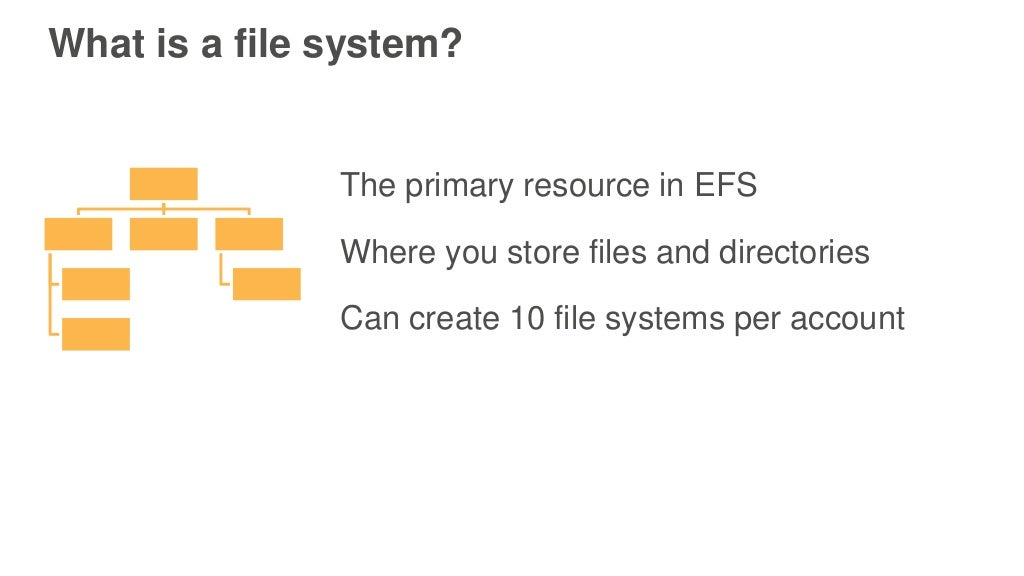 What is a file system?
The primary resource in EFS
Where you store files and directories
Can create 10 file systems per account